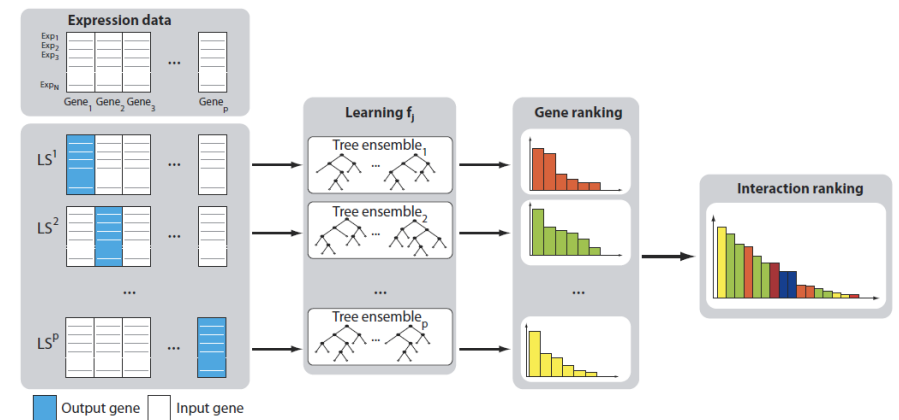 Expression data
Exp1
Exp2
Exp3
ExpN
...
Gene1 Gene2 Gene3 Genep
Learning fj
Gene ranking
Interaction ranking
LS1
...
Tree ensemble1
...
LS2
...
Tree ensemble2
...
...
...
...
LSp
...
Tree ensemblep
...
Output gene
Input gene